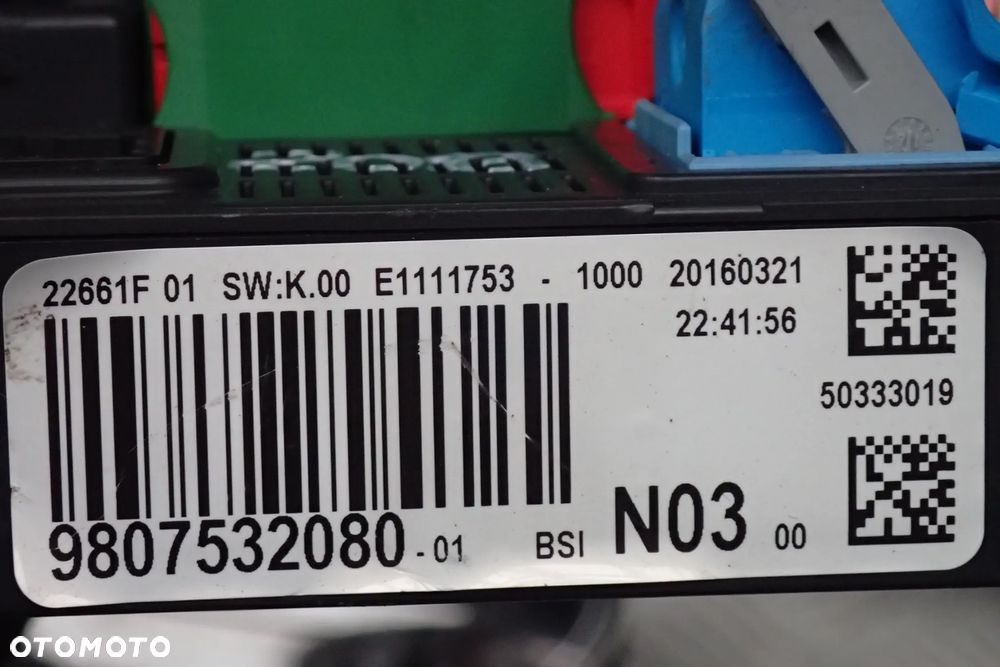 22661F 01 SW:K.00 E1111753 - 1000 20160321
22:41:56
50333019
9807532080 - 01 BSI N03 00
OTOMOTO